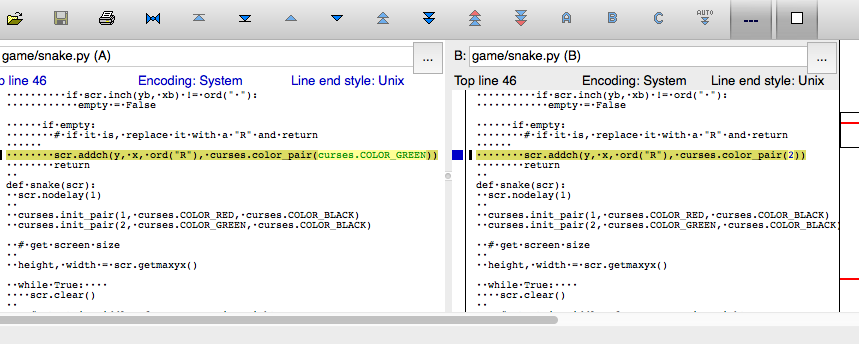 A B C AUTO
game/snake.py (A) ...
B: game/snake.py (B) ...
p line 46 Encoding: System Line end style: Unix
Top line 46 Encoding: System Line end style: Unix
········if·scr.inch(yb,·xb)·!=·ord("·"):
··········empty·=·False
······if·empty:
········#·if·it·is,·replace·it·with·a·"R"·and·return
······
········scr.addch(y,·x,·ord("R"),·curses.color_pair(curses.COLOR_GREEN))
········return
··
def·snake(scr):
··scr.nodelay(1)
··
··curses.init_pair(1,·curses.COLOR_RED,·curses.COLOR_BLACK)
··curses.init_pair(2,·curses.COLOR_GREEN,·curses.COLOR_BLACK)
··#·get·screen·size
··
··height,·width·=·scr.getmaxyx()
··while·True:····
····scr.clear()
··
········if·scr.inch(yb,·xb)·!=·ord("·"):
··········empty·=·False
······if·empty:
········#·if·it·is,·replace·it·with·a·"R"·and·return
······
········scr.addch(y,·x,·ord("R"),·curses.color_pair(2))
········return
··
def·snake(scr):
··scr.nodelay(1)
··
··curses.init_pair(1,·curses.COLOR_RED,·curses.COLOR_BLACK)
··curses.init_pair(2,·curses.COLOR_GREEN,·curses.COLOR_BLACK)
··#·get·screen·size
··
··height,·width·=·scr.getmaxyx()
··while·True:····
····scr.clear()
··